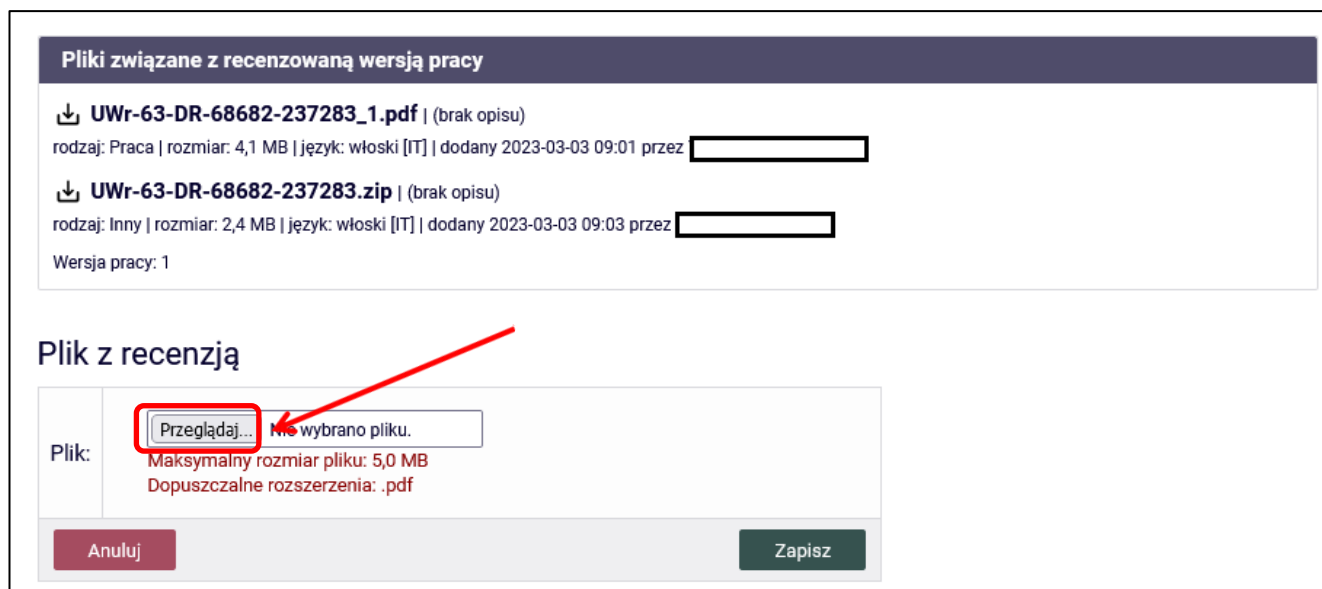 Pliki związane z recenzowaną wersją pracy
UWr-63-DR-68682-237283_1.pdf | (brak opisu)
rodzaj: Praca | rozmiar: 4,1 MB | język: włoski [IT] | dodany 2023-03-03 09:01 przez
UWr-63-DR-68682-237283.zip | (brak opisu)
rodzaj: Inny | rozmiar: 2,4 MB | język: włoski [IT] | dodany 2023-03-03 09:03 przez
Wersja pracy: 1
Plik z recenzją
Przeglądaj... Nie wybrano pliku.
Plik:
Maksymalny rozmiar pliku: 5,0 MB
Dopuszczalne rozszerzenia: .pdf
Anuluj Zapisz